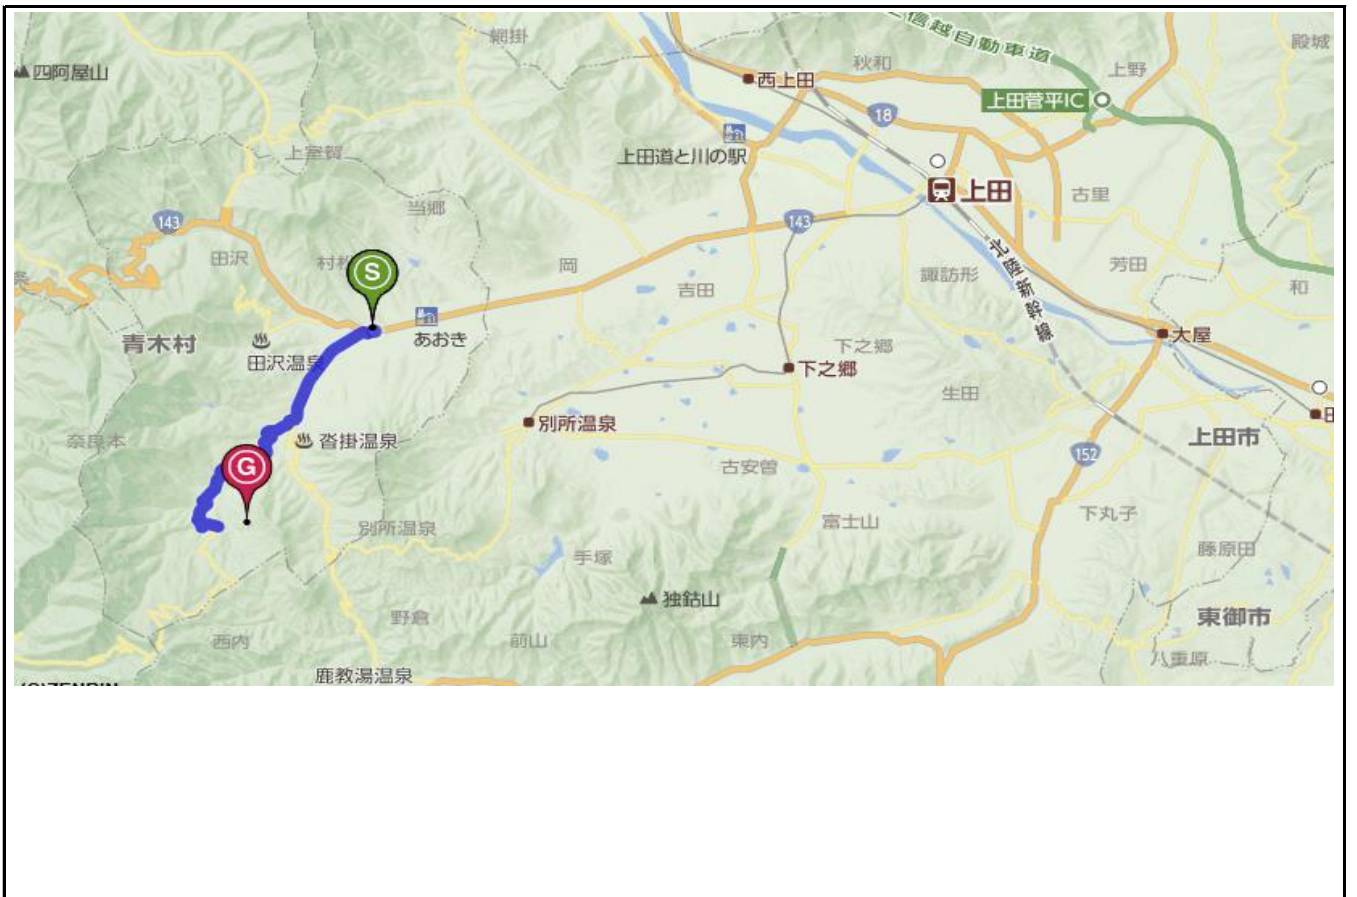 信越自動車道
網掛
殿城
四阿屋山
秋和
上野
西上田
上田菅平IC
18
上室賀
上田道と川の駅
上田
古里
当郷
143
143
田沢
村松
S
岡
北陸新幹線
諏訪形
芳田
吉田
和
青木村
あおき
田沢温泉
下之郷
下之郷
大屋
生田
奈良本
沓掛温泉
別所温泉
田
上田市
G
古安曽
152
別所温泉
手塚
富士山
下丸子
藤原田
独鈷山
野倉
前山
東内
西内
東御市
八重原
鹿教湯温泉
(C)ZENRIN